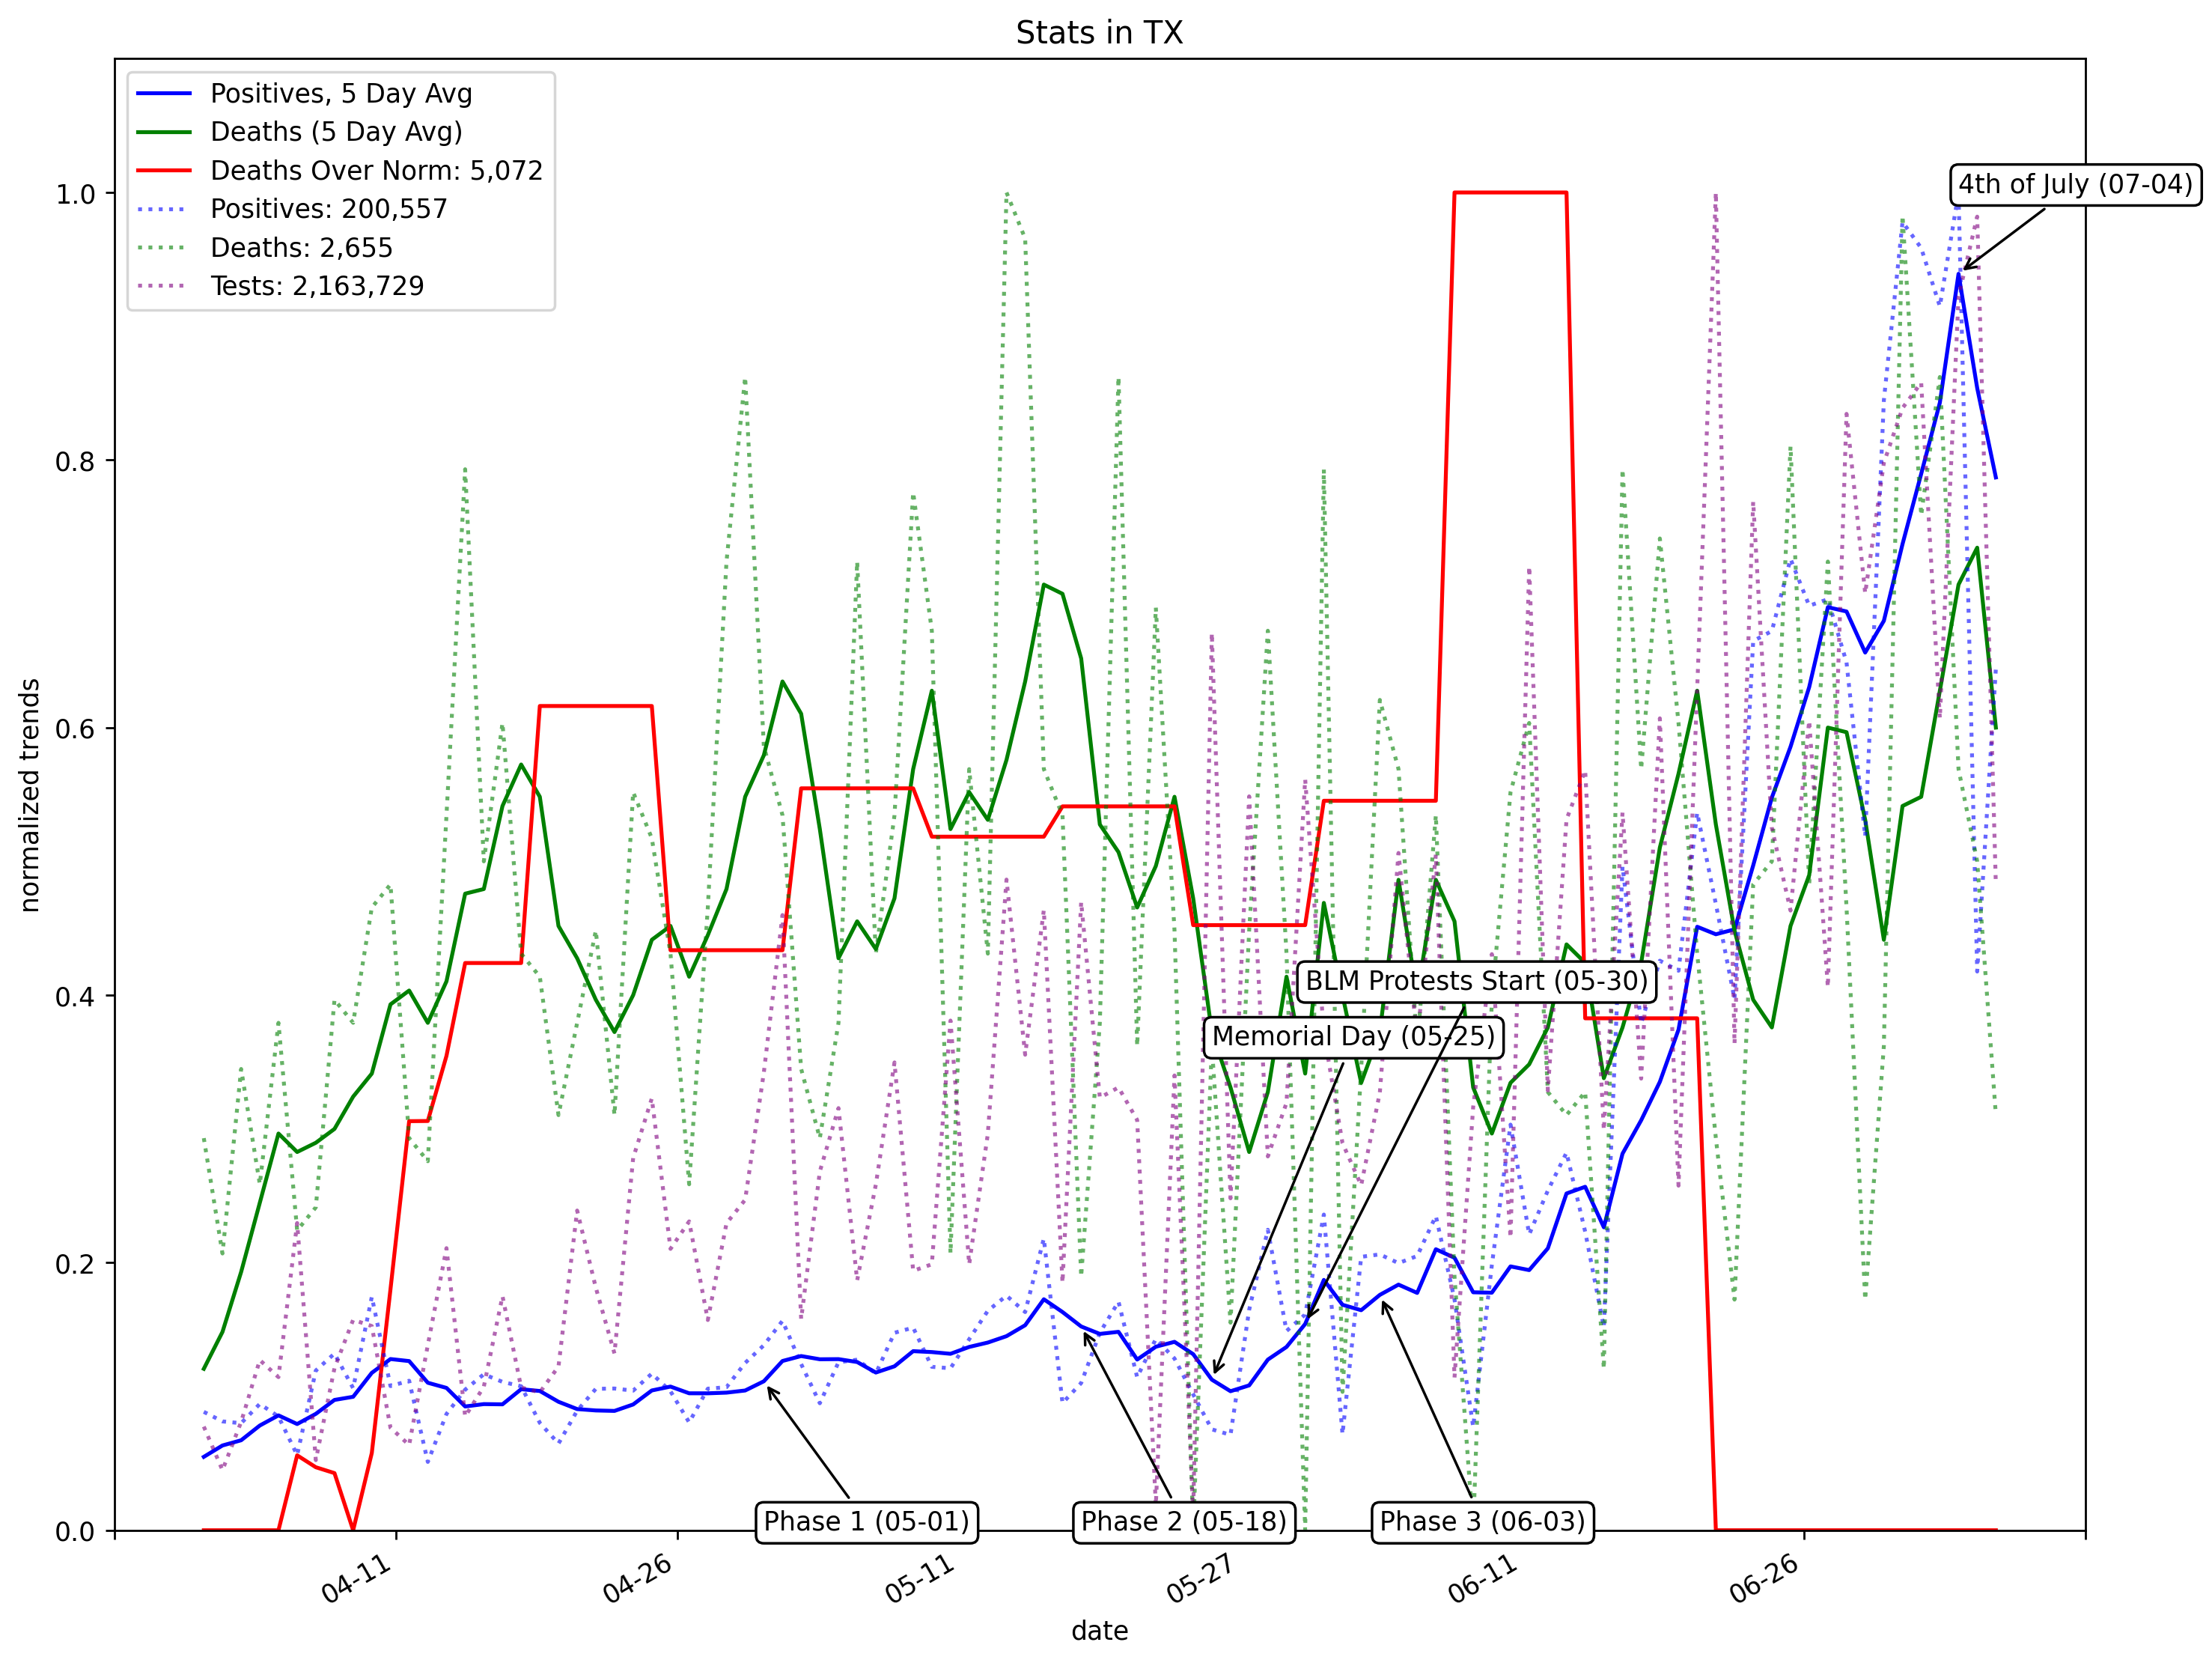 Stats in TX
Positives, 5 Day Avg
Deaths (5 Day Avg)
Deaths Over Norm: 5,072
Positives: 200,557
Deaths: 2,655
Tests: 2,163,729
4th of July (07-04)
1.0
0.8
0.6
0.4
0.2
0.0
normalized trends
BLM Protests Start (05-30)
Memorial Day (05-25)
Phase 1 (05-01)
Phase 2 (05-18)
Phase 3 (06-03)
04-11
04-26
05-11
05-27
06-11
06-26
date